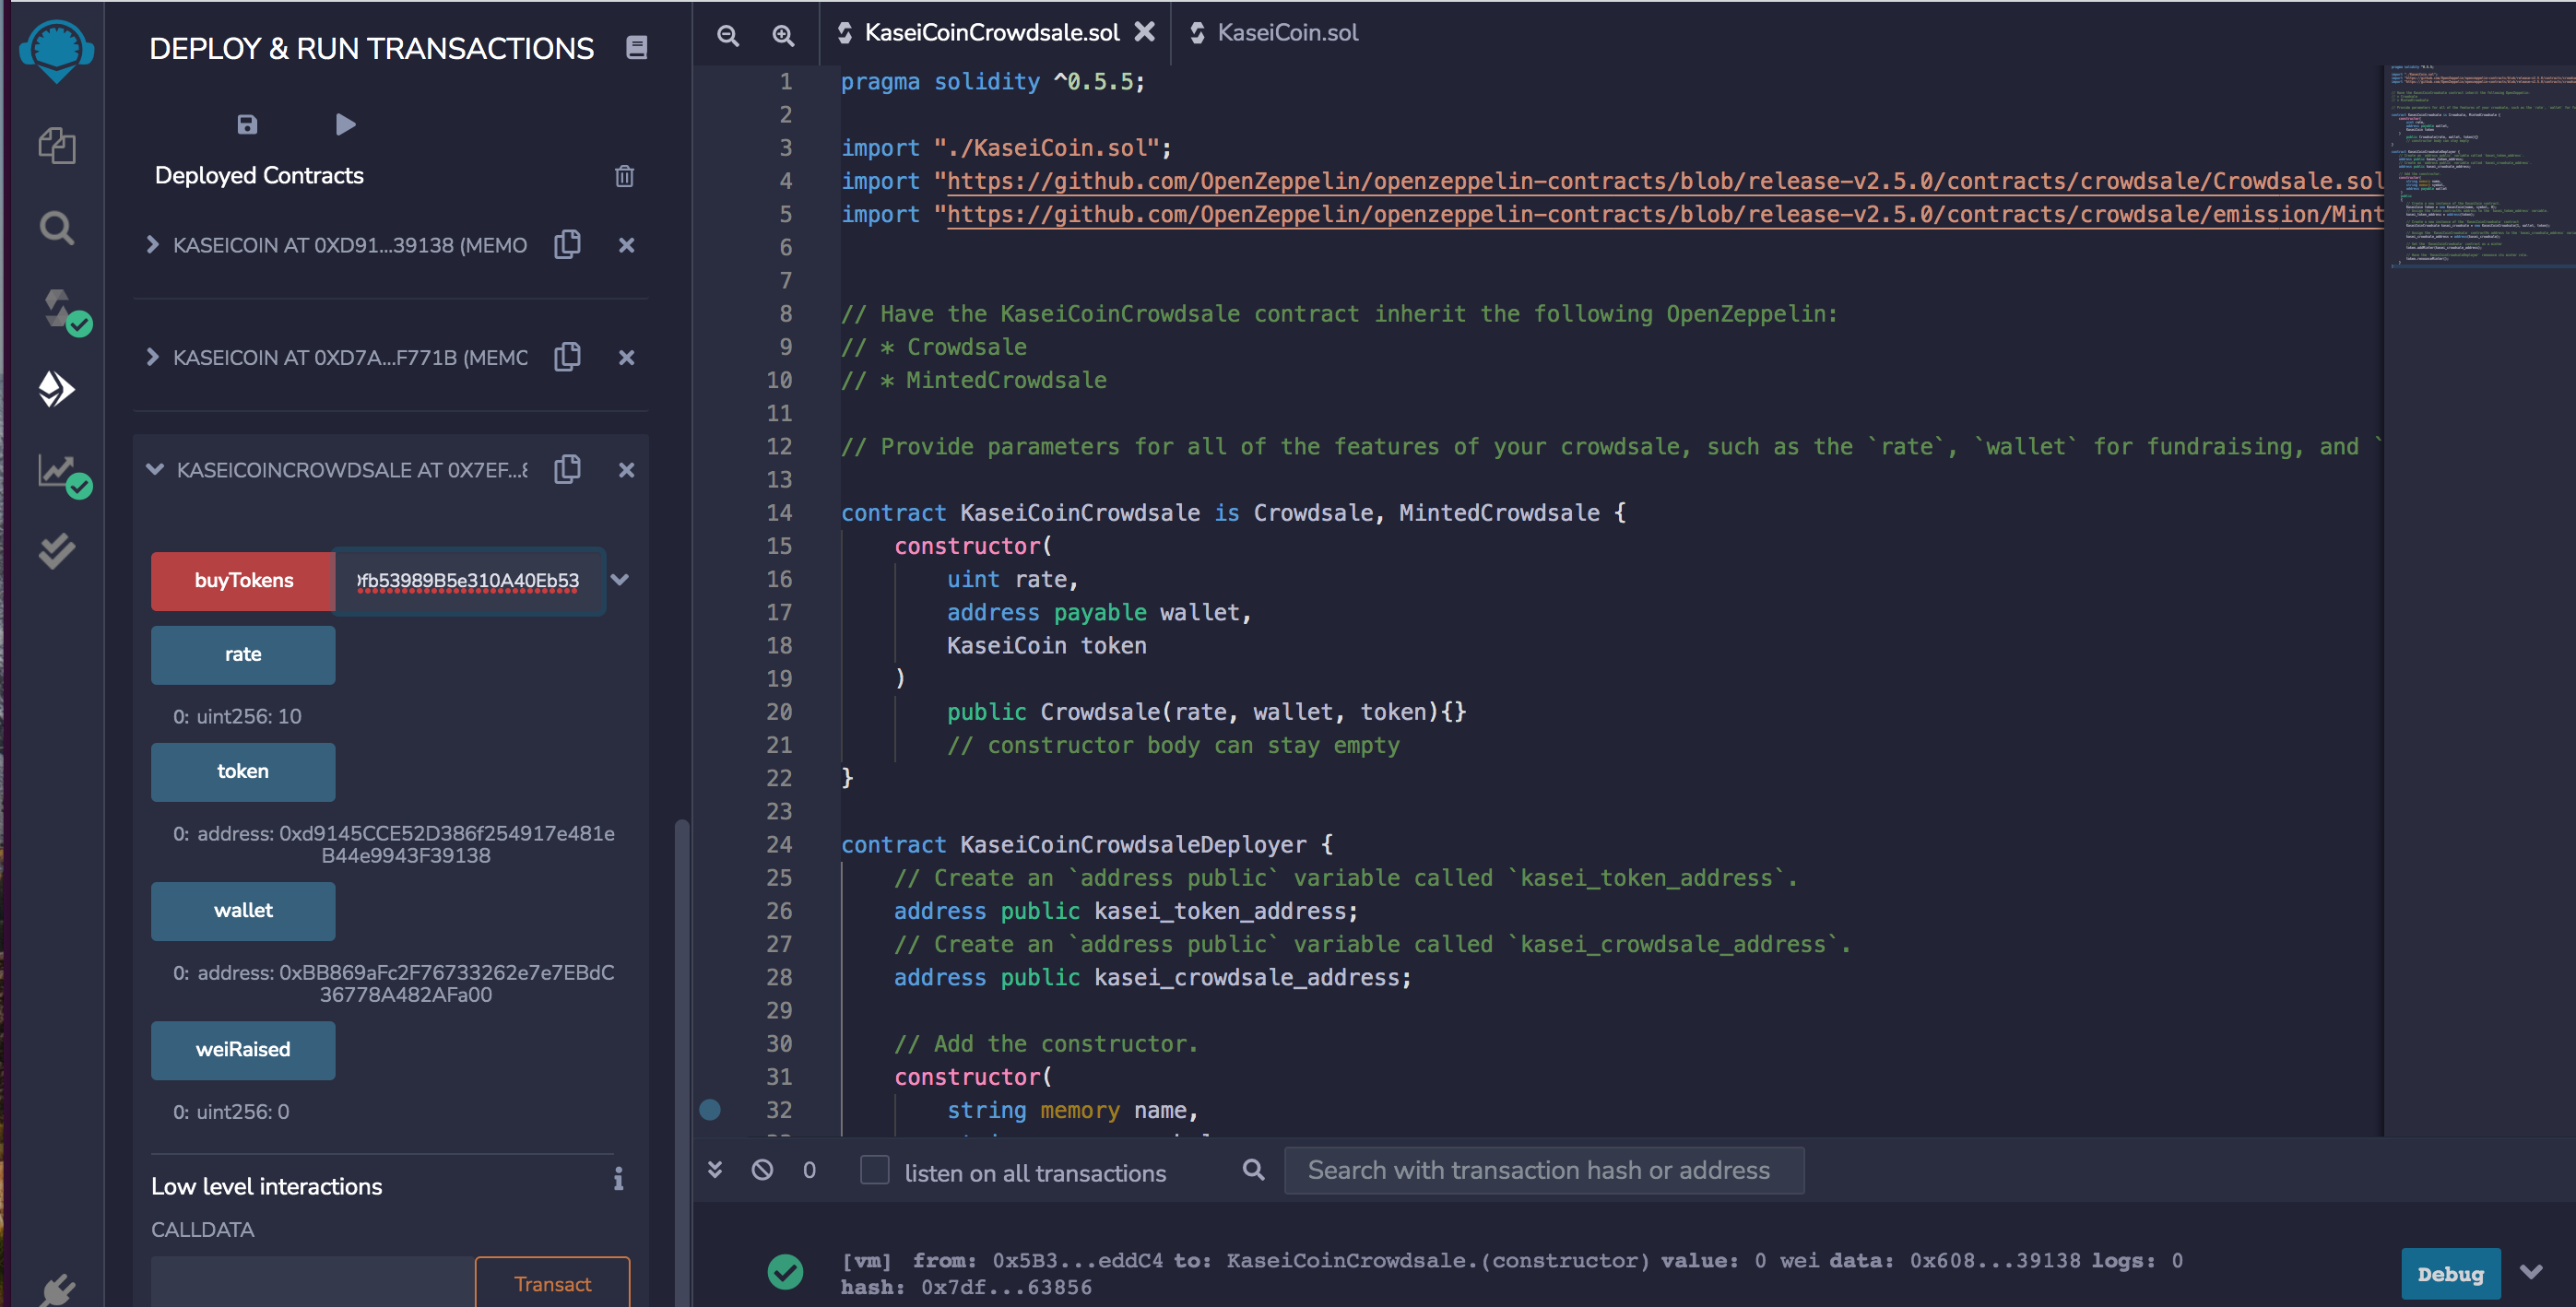 DEPLOY & RUN TRANSACTIONS
Deployed Contracts
KASEICOIN AT 0XD91...39138 (MEMO
KASEICOIN AT 0XD7A...F771B (MEMC
KASEICOINCROWDSALE AT 0X7EF...
buyTokens fb53989B5e310A40Eb53
rate
0: uint256: 10
token
0: address: 0xd9145CCE52D386f254917e481e
B44e9943F39138
wallet
0: address: 0xBB869aFc2F76733262e7e7EBdC
36778A482AFa00
weiRaised
0: uint256: 0
Low level interactions
CALLDATA
Transact
KaseiCoinCrowdsale.sol
KaseiCoin.sol
1 pragma solidity ^0.5.5;
2
3 import "./KaseiCoin.sol";
4 import "https://github.com/OpenZeppelin/openzeppelin-contracts/blob/release-v2.5.0/contracts/crowdsale/Crowdsale.sol
5 import "https://github.com/OpenZeppelin/openzeppelin-contracts/blob/release-v2.5.0/contracts/crowdsale/emission/Mint
6
7
8 // Have the KaseiCoinCrowdsale contract inherit the following OpenZeppelin:
9 // * Crowdsale
10 // * MintedCrowdsale
11
12 // Provide parameters for all of the features of your crowdsale, such as the `rate`, `wallet` for fundraising, and `
13
14 contract KaseiCoinCrowdsale is Crowdsale, MintedCrowdsale {
15 constructor(
16 uint rate,
17 address payable wallet,
18 KaseiCoin token
19 )
20 public Crowdsale(rate, wallet, token){}
21 // constructor body can stay empty
22 }
23
24 contract KaseiCoinCrowdsaleDeployer {
25 // Create an `address public` variable called `kasei_token_address`.
26 address public kasei_token_address;
27 // Create an `address public` variable called `kasei_crowdsale_address`.
28 address public kasei_crowdsale_address;
29
30 // Add the constructor.
31 constructor(
32 string memory name,
0
listen on all transactions
Search with transaction hash or address
[vm] from: 0x5B3...eddC4 to: KaseiCoinCrowdsale.(constructor) value: 0 wei data: 0x608...39138 logs: 0
hash: 0x7df...63856
Debug